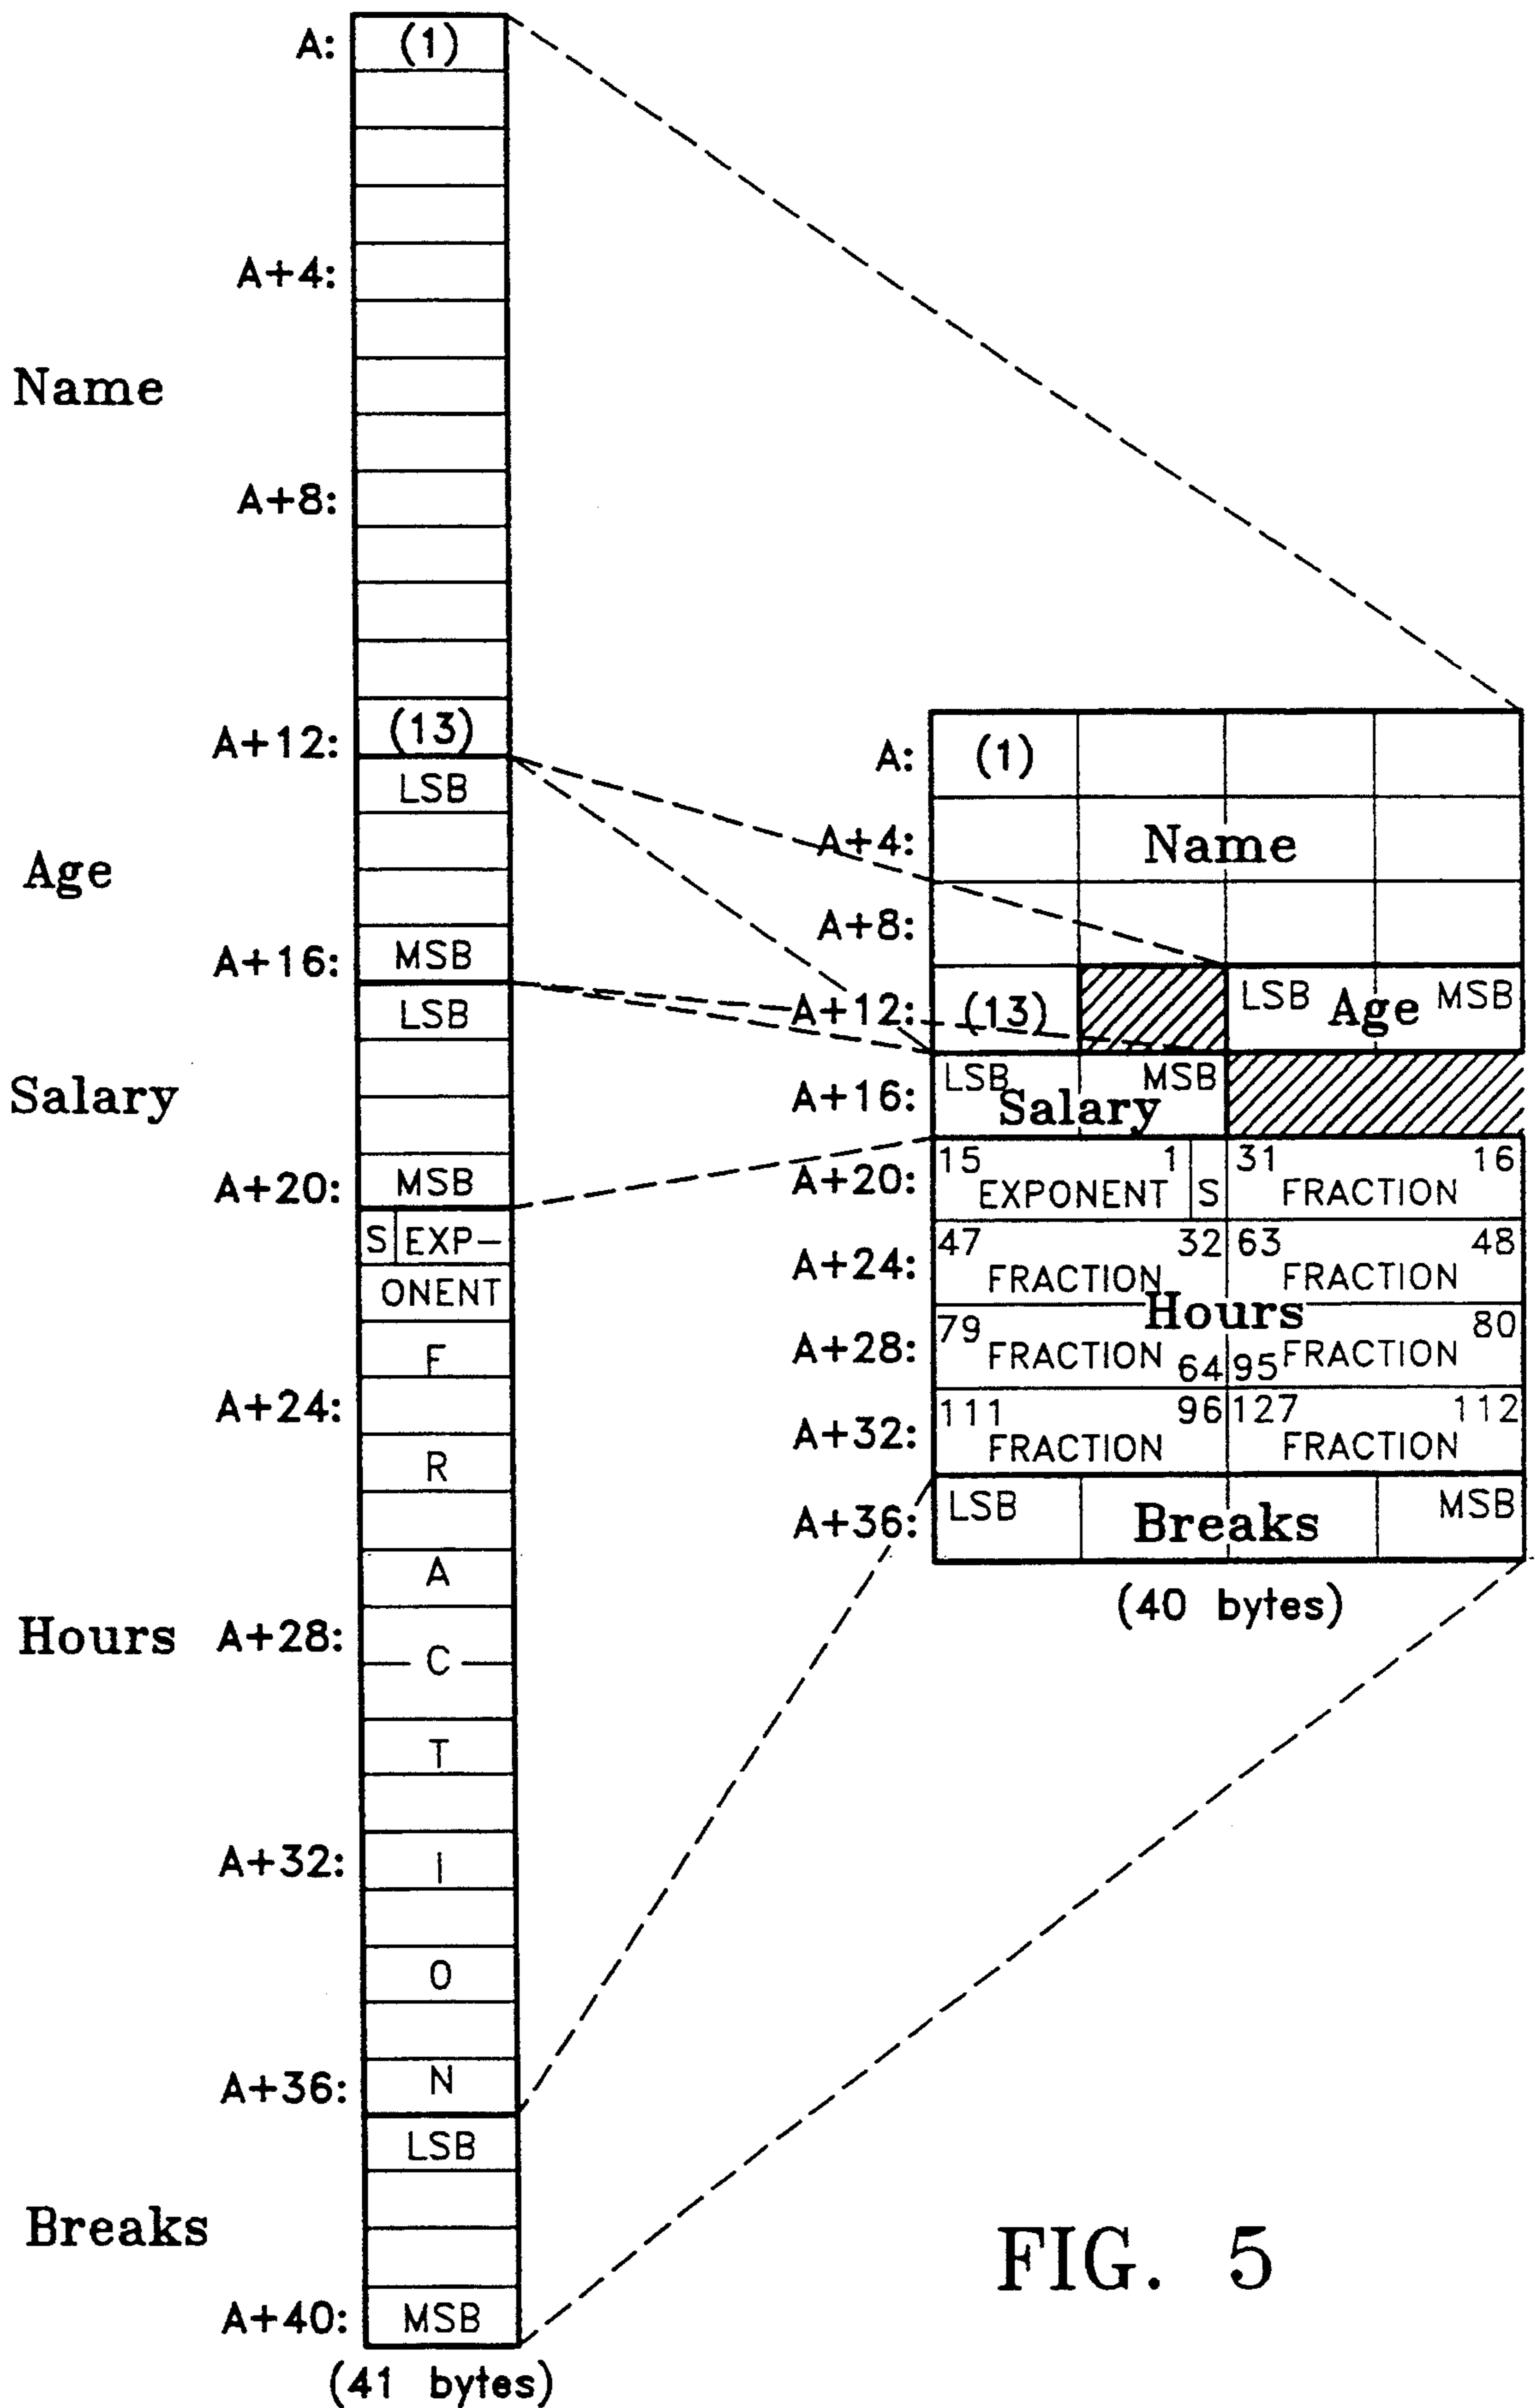 A: (1)
A+4:
Name
A+8:
A+12: (13)
LSB
Age
A+16: MSB
LSB
Salary
A+20: MSB
S EXP-
ONENT
F
A+24:
R
A
Hours A+28:
C
T
A+32: I
O
A+36: N
LSB
Breaks
A+40: MSB
(41 bytes)
A: (1)
A+4: Name
A+8:
A+12: (13) LSB Age MSB
A+16: LSB Salary MSB
A+20: 15 EXPONENT 1 S 31 FRACTION 16
A+24: 47 FRACTION 32 63 FRACTION 48
Hours
A+28: 79 FRACTION 64 95 FRACTION 80
A+32: 111 FRACTION 96 127 FRACTION 112
A+36: LSB Breaks MSB
(40 bytes)
FIG. 5